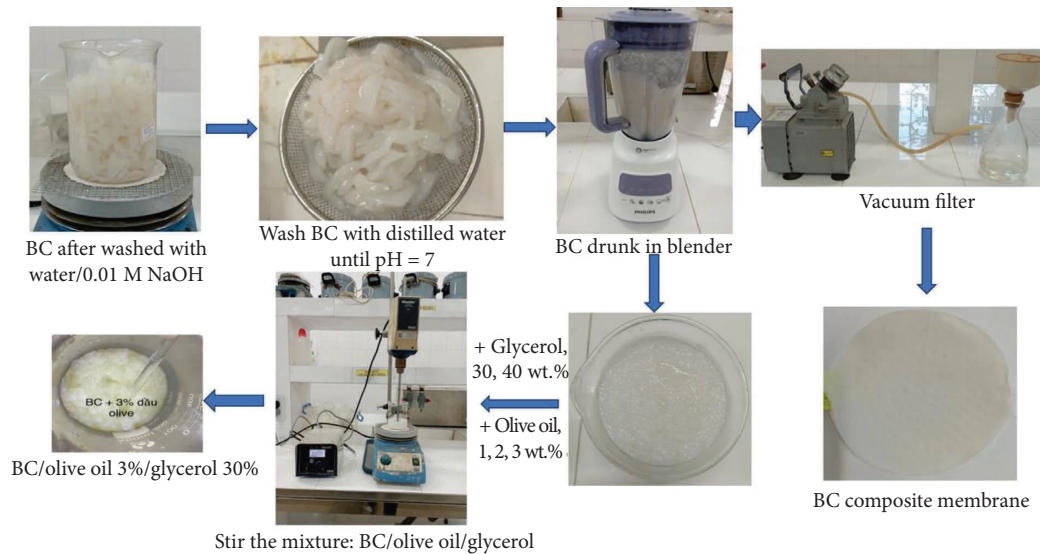 BC after washed with
water/0.01 M NaOH
Wash BC with distilled water
until pH = 7
PHILIPS
BC drunk in blender
Vacuum filter
BC + 3% dầu
olive
BC/olive oil 3%/glycerol 30%
+ Glycerol,
30, 40 wt.%
+ Olive oil,
1, 2, 3 wt.%
Stir the mixture: BC/olive oil/glycerol
BC composite membrane